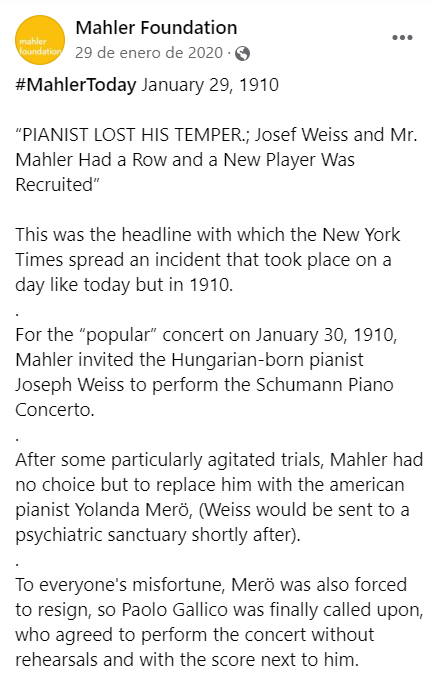 mahler
foundation
Mahler Foundation
29 de enero de 2020 ·
#MahlerToday January 29, 1910
“PIANIST LOST HIS TEMPER.; Josef Weiss and Mr.
Mahler Had a Row and a New Player Was
Recruited”
This was the headline with which the New York
Times spread an incident that took place on a
day like today but in 1910.
.
For the “popular” concert on January 30, 1910,
Mahler invited the Hungarian-born pianist
Joseph Weiss to perform the Schumann Piano
Concerto.
.
After some particularly agitated trials, Mahler had
no choice but to replace him with the american
pianist Yolanda Merö, (Weiss would be sent to a
psychiatric sanctuary shortly after).
.
To everyone's misfortune, Merö was also forced
to resign, so Paolo Gallico was finally called upon,
who agreed to perform the concert without
rehearsals and with the score next to him.